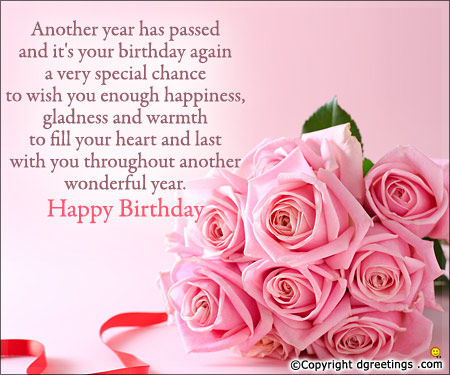 Another year has passed
and it's your birthday again
a very special chance
to wish you enough happiness,
gladness and warmth
to fill your heart and last
with you throughout another
wonderful year.
Happy Birthday
©Copyright dgreetings .com